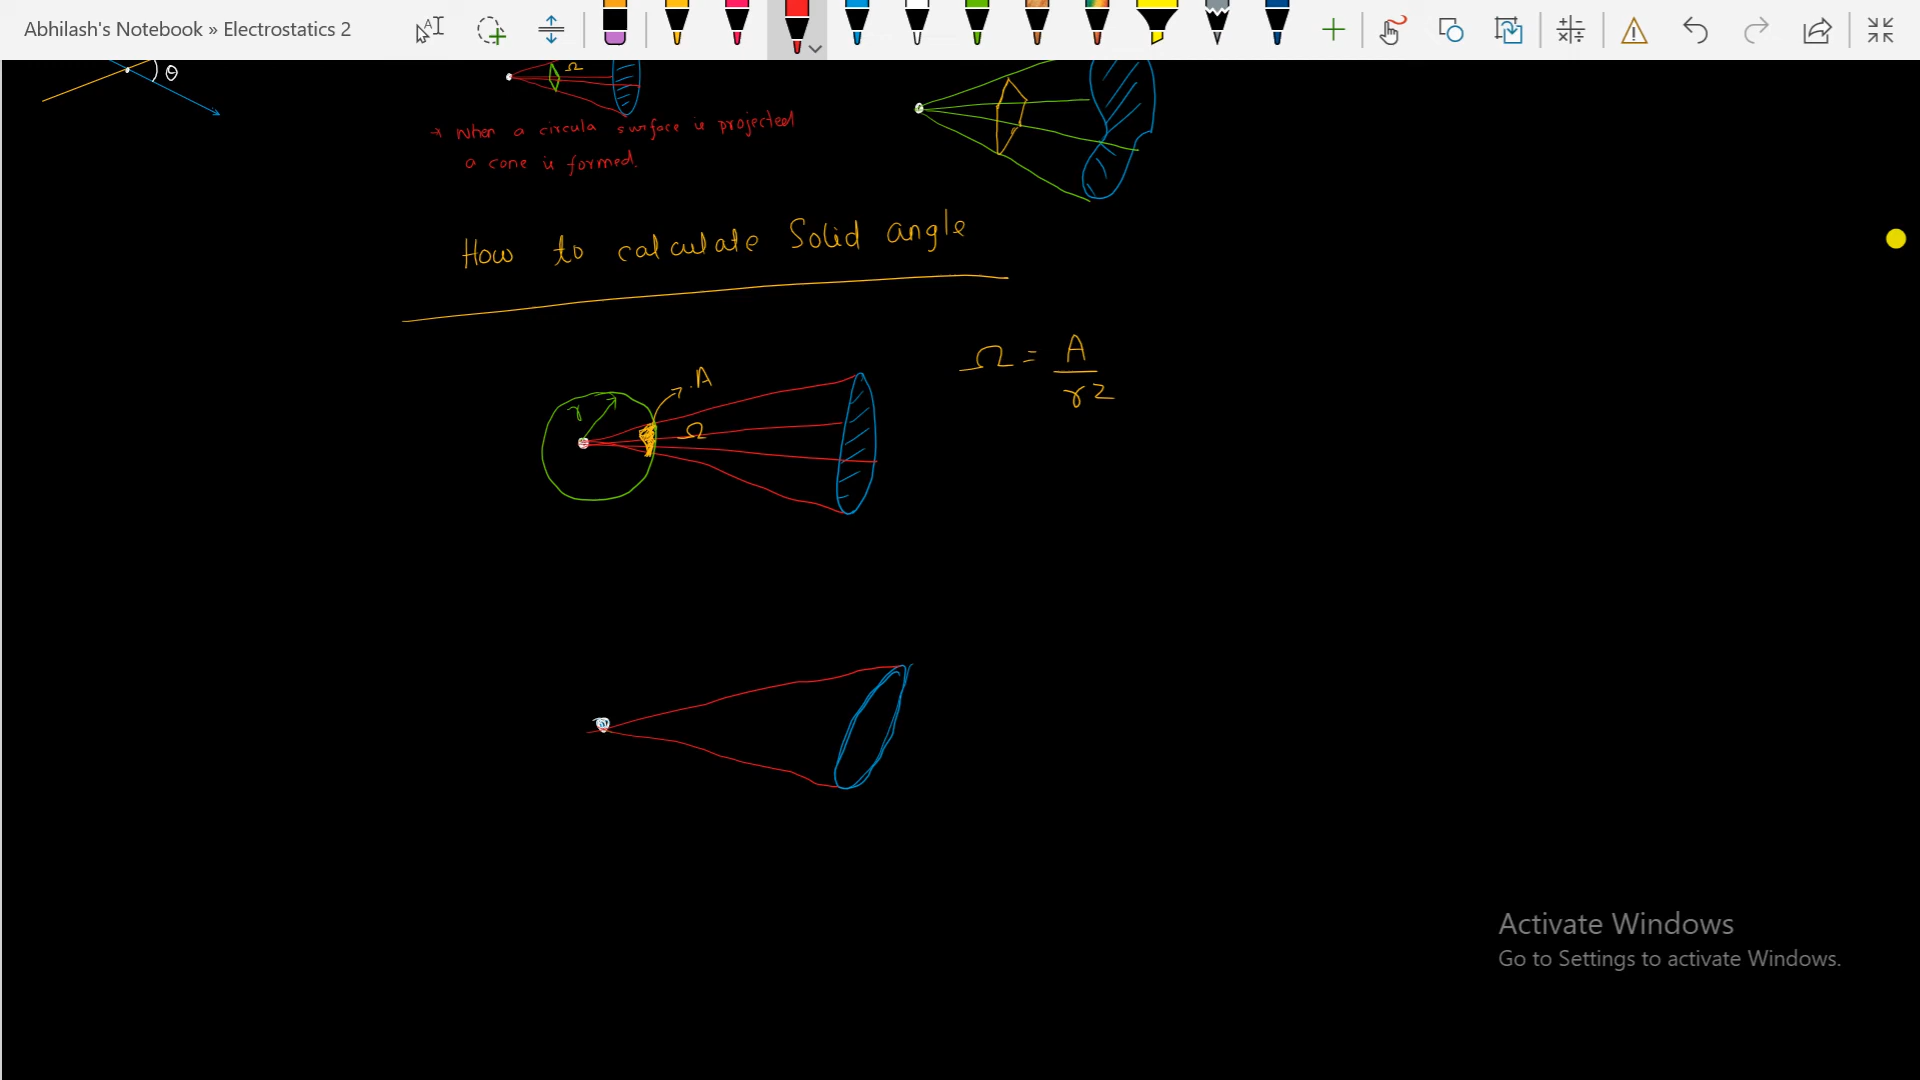 Abhilash's Notebook » Electrostatics 2
θ
Ω
→ When a circula surface is projected
a cone is formed.
How to calculate Solid angle
Ω = A
r2
A
r
Ω
Activate Windows
Go to Settings to activate Windows.